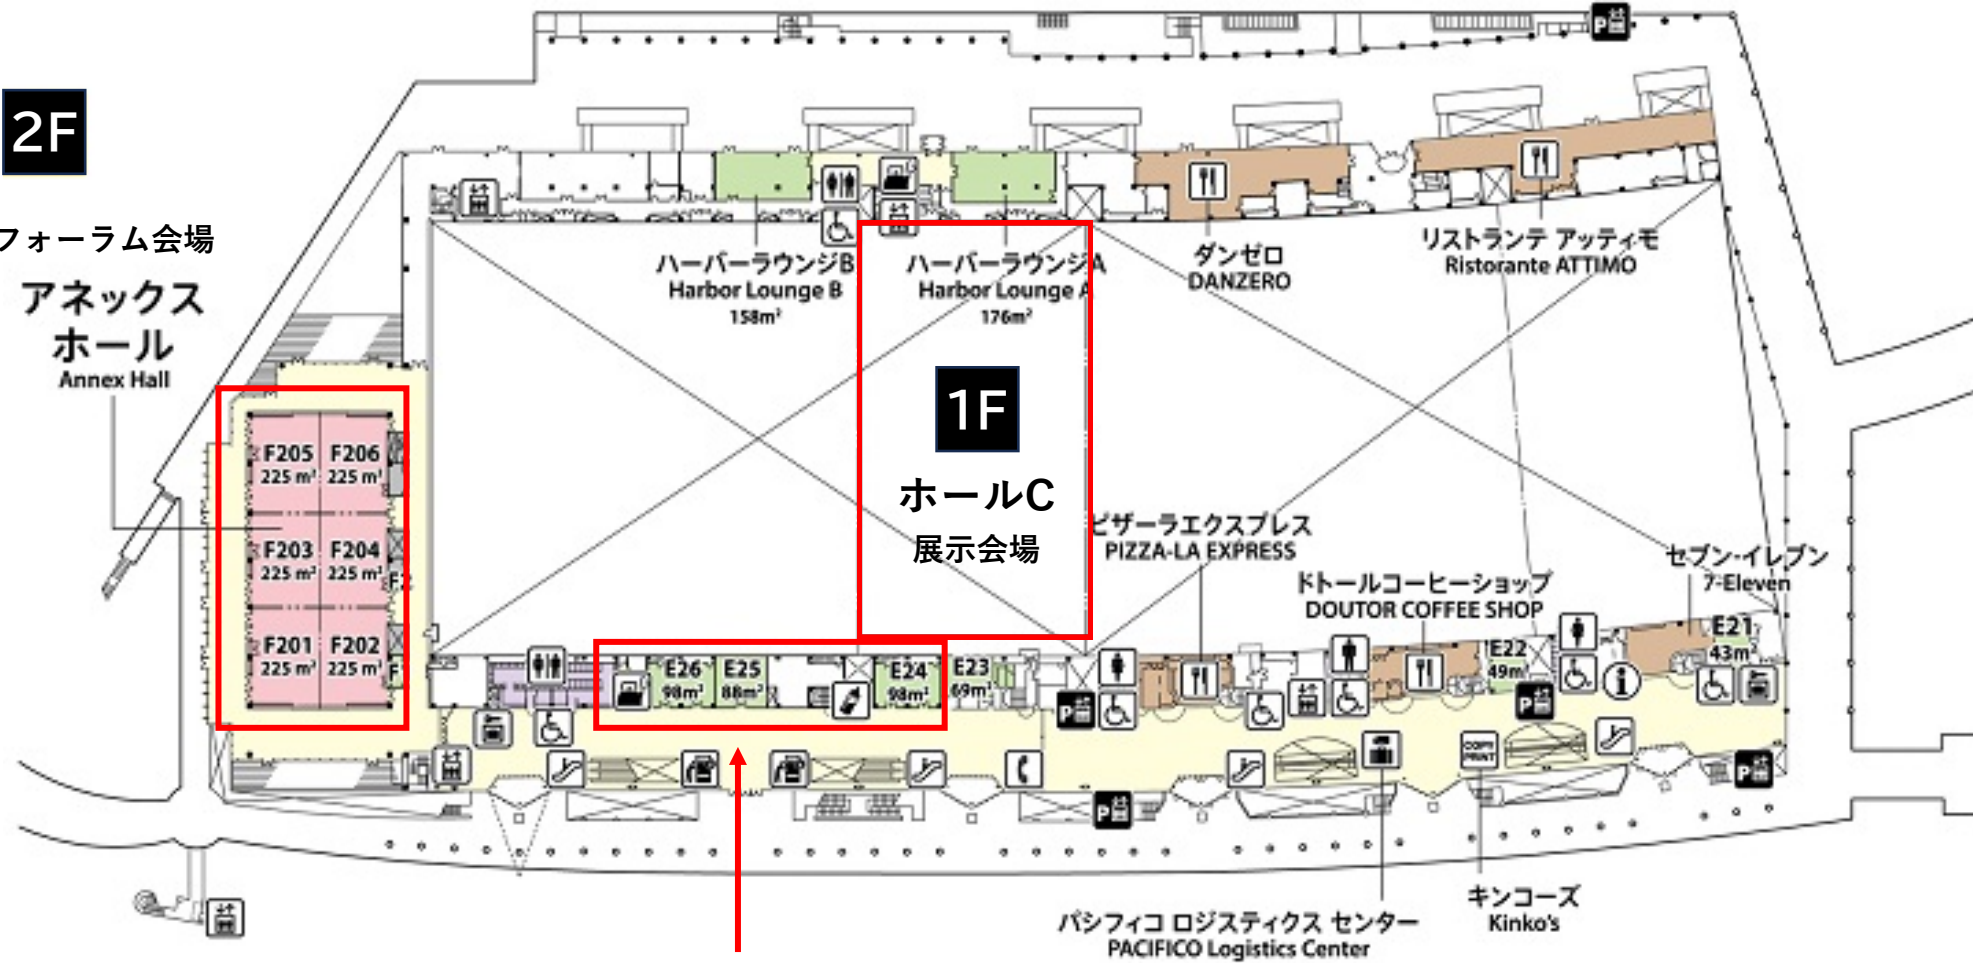 2F
フォーラム会場
アネックス
ホール
Annex Hall
F205
225 m²
F206
225 m²
F203
225 m²
F204
225 m²
F201
225 m²
F202
225 m²
ハーバーラウンジB
Harbor Lounge B
158m²
ハーバーラウンジA
Harbor Lounge A
176m²
ダンゼロ
DANZERO
リストランテ アッティモ
Ristorante ATTIMO
1F
ホールC
展示会場
ピザーラエクスプレス
PIZZA-LA EXPRESS
ドトールコーヒーショップ
DOUTOR COFFEE SHOP
セブン-イレブン
7-Eleven
E26
98m²
E25
88m²
E24
98m²
E23
69m²
E22
49m²
E21
43m²
P
P
P
P
P
i
COPY
PRINT
パシフィコ ロジスティクス センター
PACIFICO Logistics Center
キンコーズ
Kinko's